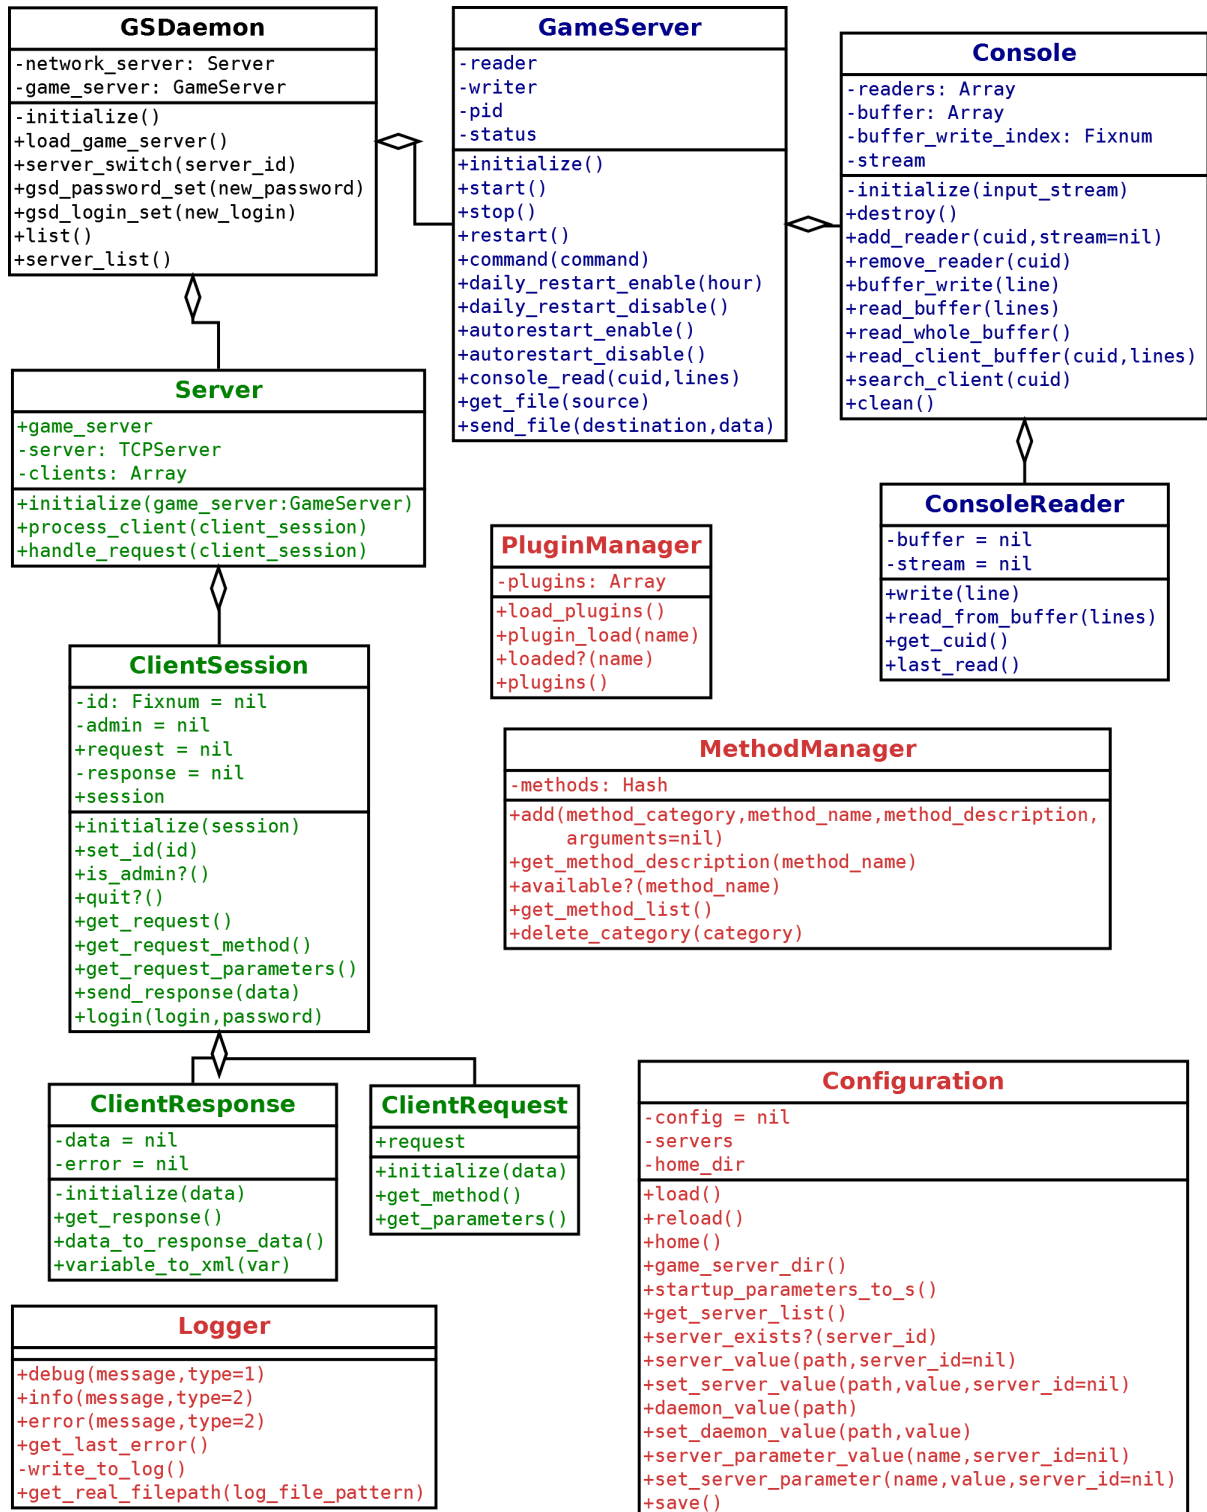 GSDaemon
-network_server: Server
-game_server: GameServer
-initialize()
+load_game_server()
+server_switch(server_id)
+gsd_password_set(new_password)
+gsd_login_set(new_login)
+list()
+server_list()
GameServer
-reader
-writer
-pid
-status
+initialize()
+start()
+stop()
+restart()
+command(command)
+daily_restart_enable(hour)
+daily_restart_disable()
+autorestart_enable()
+autorestart_disable()
+console_read(cuid,lines)
+get_file(source)
+send_file(destination,data)
Console
-readers: Array
-buffer: Array
-buffer_write_index: Fixnum
-stream
-initialize(input_stream)
+destroy()
+add_reader(cuid,stream=nil)
+remove_reader(cuid)
+buffer_write(line)
+read_buffer(lines)
+read_whole_buffer()
+read_client_buffer(cuid,lines)
+search_client(cuid)
+clean()
Server
+game_server
-server: TCPServer
-clients: Array
+initialize(game_server:GameServer)
+process_client(client_session)
+handle_request(client_session)
ConsoleReader
-buffer = nil
-stream = nil
+write(line)
+read_from_buffer(lines)
+get_cuid()
+last_read()
PluginManager
-plugins: Array
+load_plugins()
+plugin_load(name)
+loaded?(name)
+plugins()
ClientSession
-id: Fixnum = nil
-admin = nil
+request = nil
-response = nil
+session
+initialize(session)
+set_id(id)
+is_admin?()
+quit?()
+get_request()
+get_request_method()
+get_request_parameters()
+send_response(data)
+login(login,password)
MethodManager
-methods: Hash
+add(method_category,method_name,method_description,
arguments=nil)
+get_method_description(method_name)
+available?(method_name)
+get_method_list()
+delete_category(category)
ClientResponse
-data = nil
-error = nil
-initialize(data)
+get_response()
+data_to_response_data()
+variable_to_xml(var)
ClientRequest
+request
+initialize(data)
+get_method()
+get_parameters()
Configuration
-config = nil
-servers
-home_dir
+load()
+reload()
+home()
+game_server_dir()
+startup_parameters_to_s()
+get_server_list()
+server_exists?(server_id)
+server_value(path,server_id=nil)
+set_server_value(path,value,server_id=nil)
+daemon_value(path)
+set_daemon_value(path,value)
+server_parameter_value(name,server_id=nil)
+set_server_parameter(name,value,server_id=nil)
+save()
Logger
+debug(message,type=1)
+info(message,type=2)
+error(message,type=2)
+get_last_error()
-write_to_log()
+get_real_filepath(log_file_pattern)